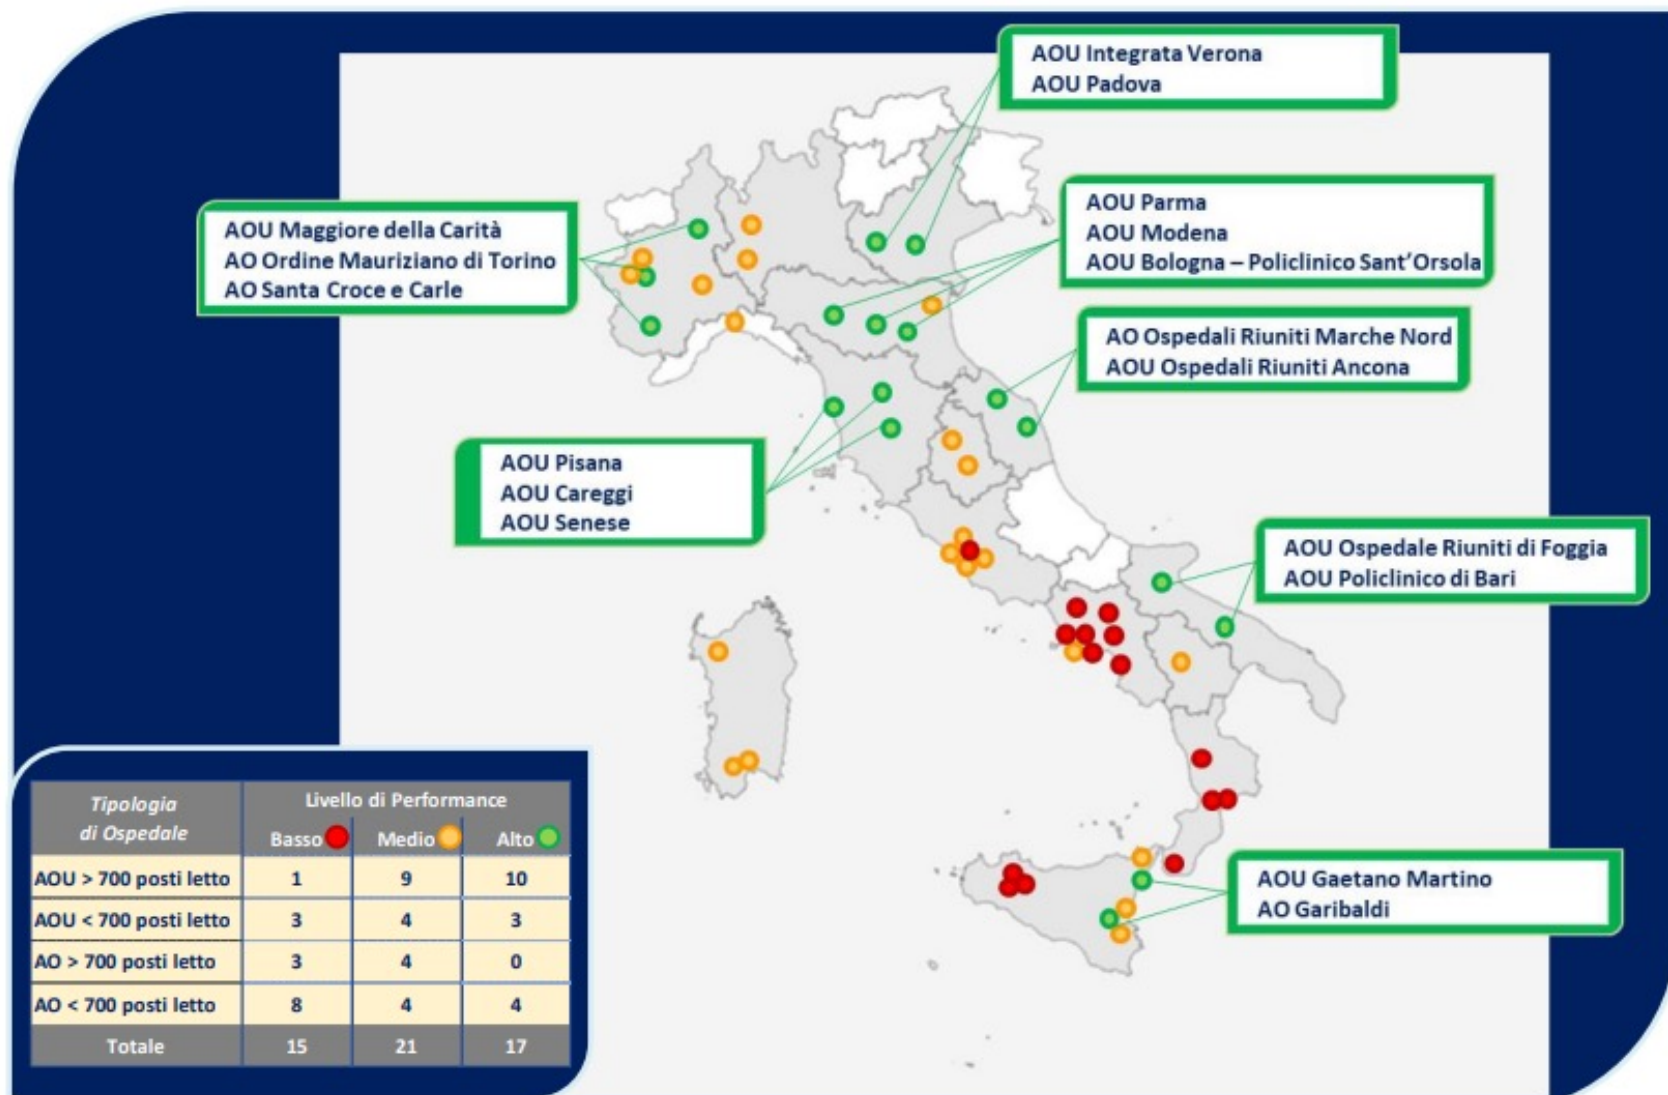 AOU Integrata Verona
AOU Padova
AOU Maggiore della Carità
AO Ordine Mauriziano di Torino
AO Santa Croce e Carle
AOU Parma
AOU Modena
AOU Bologna – Policlinico Sant'Orsola
AO Ospedali Riuniti Marche Nord
AOU Ospedali Riuniti Ancona
AOU Pisana
AOU Careggi
AOU Senese
AOU Ospedale Riuniti di Foggia
AOU Policlinico di Bari
AOU Gaetano Martino
AO Garibaldi
Tipologia di Ospedale Livello di Performance
Basso Medio Alto
AOU > 700 posti letto 1 9 10
AOU < 700 posti letto 3 4 3
AO > 700 posti letto 3 4 0
AO < 700 posti letto 8 4 4
Totale 15 21 17